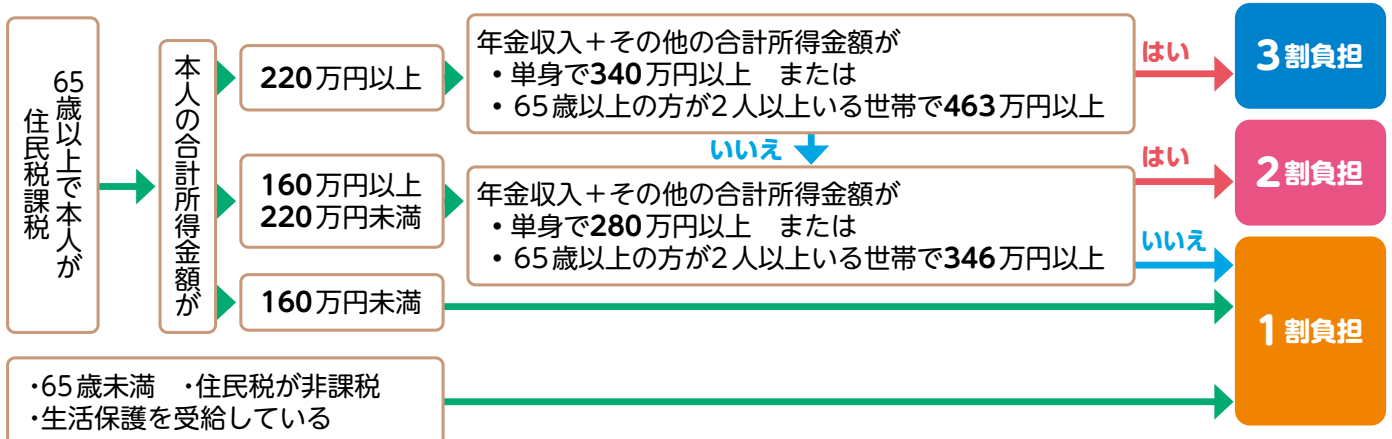 65歳以上で本人が
住民税課税
本人の合計所得金額が
220万円以上
年金収入＋その他の合計所得金額が
・単身で340万円以上　または
・65歳以上の方が2人以上いる世帯で463万円以上
はい
3割負担
いいえ
160万円以上
220万円未満
年金収入＋その他の合計所得金額が
・単身で280万円以上　または
・65歳以上の方が2人以上いる世帯で346万円以上
はい
2割負担
いいえ
160万円未満
1割負担
・65歳未満　・住民税が非課税
・生活保護を受給している